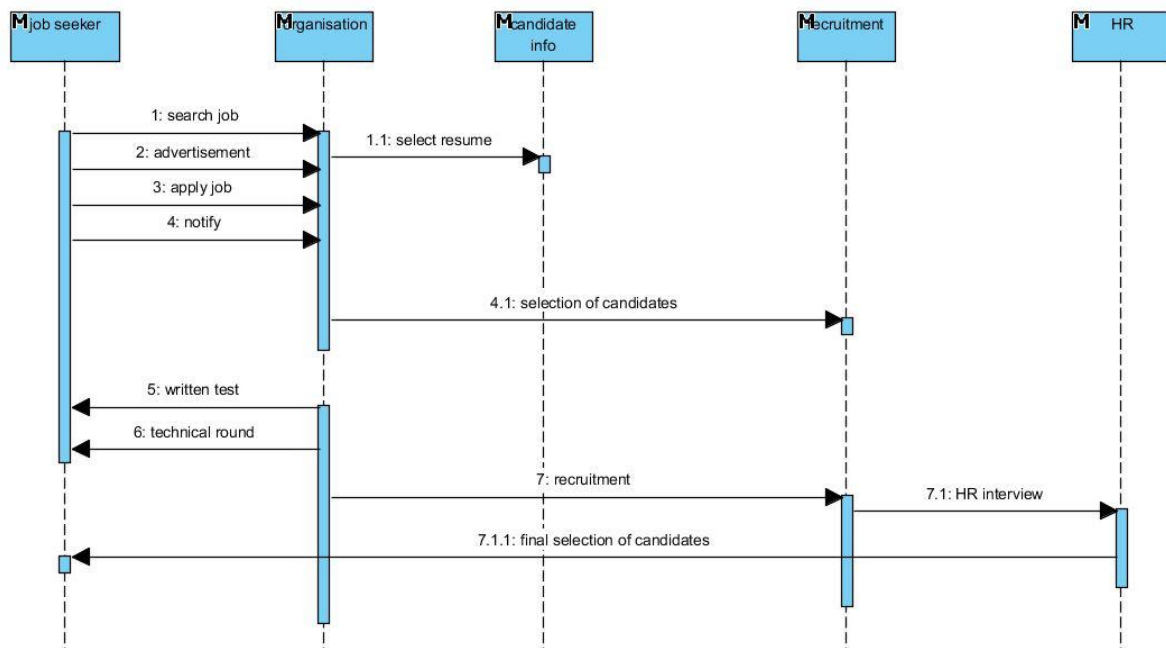 M job seeker
M organisation
M candidate
info
M recruitment
M HR
1: search job
1.1: select resume
2: advertisement
3: apply job
4: notify
4.1: selection of candidates
5: written test
6: technical round
7: recruitment
7.1: HR interview
7.1.1: final selection of candidates